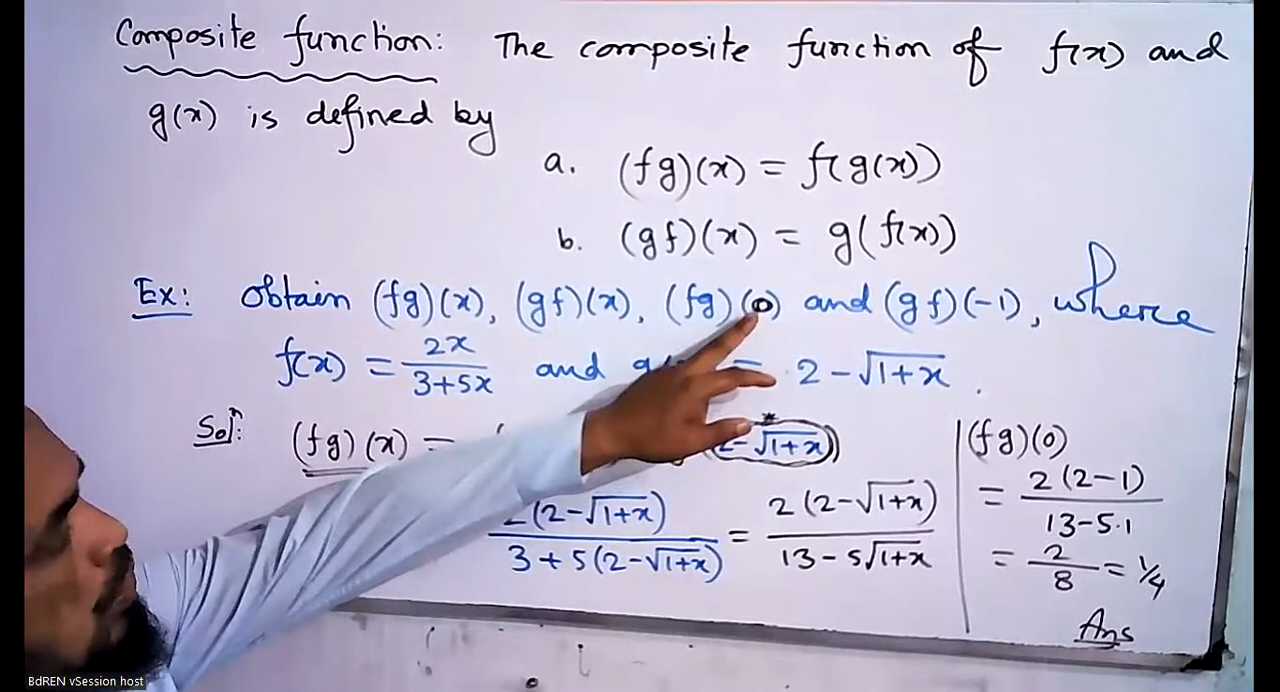 Composite function: The composite function of f(x) and
g(x) is defined by
a. (fg)(x) = f(g(x))
b. (gf)(x) = g(f(x))
Ex: Obtain (fg)(x), (gf)(x), (fg)(0) and (gf)(-1), where
f(x) = 2x / 3+5x and g = 2-√1+x .
Solⁿ: (fg)(x) = 2-√1+x)
2(2-√1+x) / 3+5(2-√1+x) = 2(2-√1+x) / 13-5√1+x
(fg)(0)
= 2(2-1) / 13-5·1
= 2/8 = 1/4
Ans
BdREN vSession host